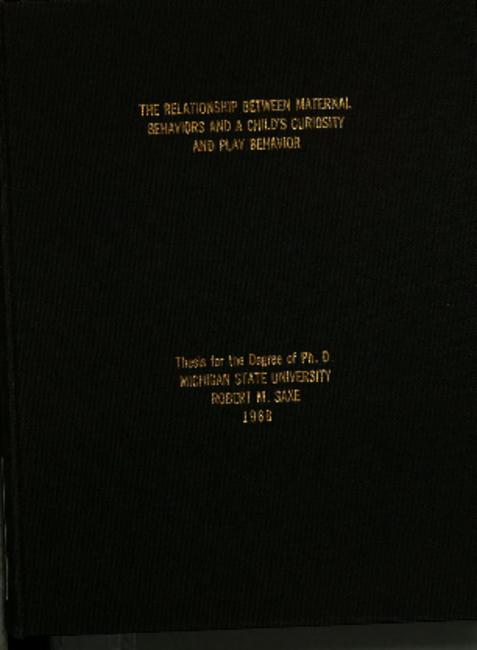 THE RELATIONSHIP BETWEEN MATERNAL
BEHAVIORS AND A CHILD'S CURIOSITY
AND PLAY BEHAVIOR
Thesis for the Degree of Ph. D.
MICHIGAN STATE UNIVERSITY
ROBERT M. SAXE
1968